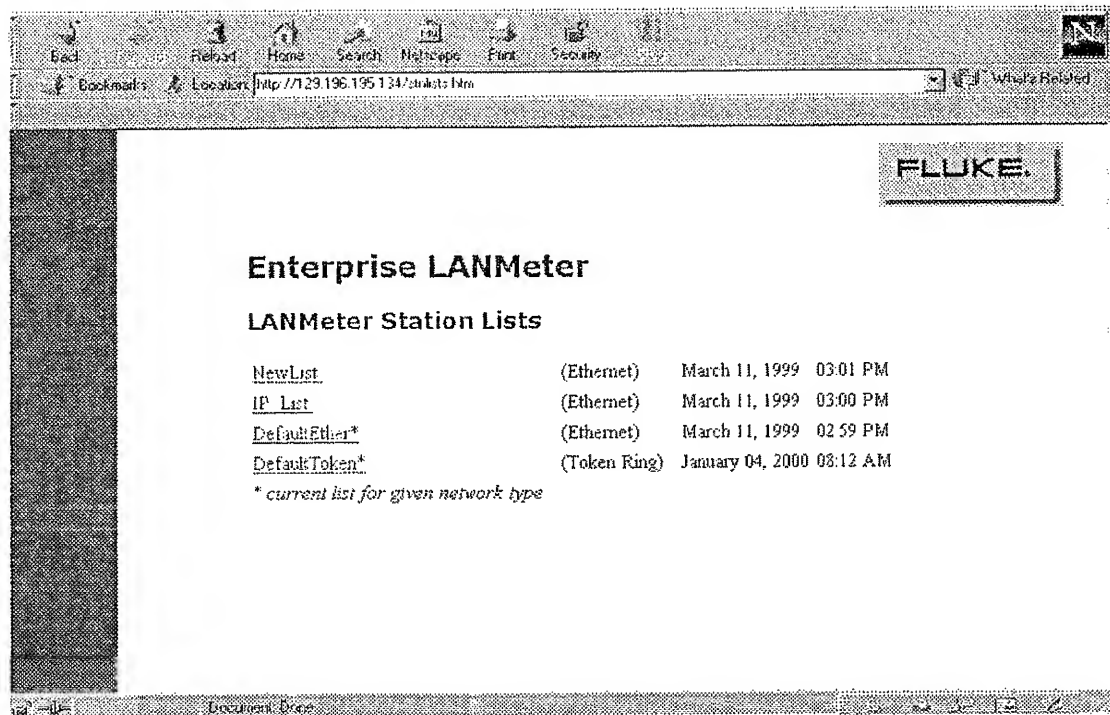 Back Reload Home Search Netscape Print Security
Bookmarks Location: http://129.196.195.134/stnlists.htm What's Related
FLUKE.
Enterprise LANMeter
LANMeter Station Lists
NewList (Ethernet) March 11, 1999 03:01 PM
IP List (Ethernet) March 11, 1999 03:00 PM
DefaultEther* (Ethernet) March 11, 1999 02:59 PM
DefaultToken* (Token Ring) January 04, 2000 08:12 AM
* current list for given network type
Document: Done